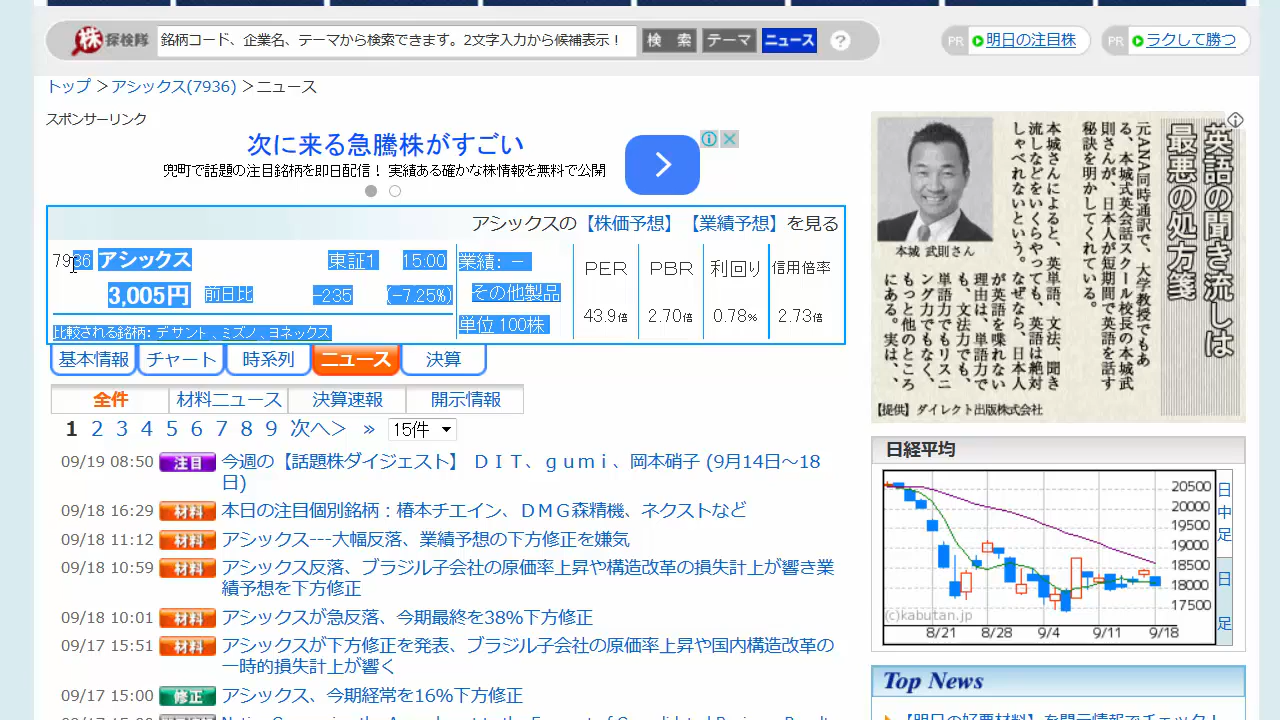 株 探検隊 銘柄コード、企業名、テーマから検索できます。2文字入力から候補表示! 検 索 テーマ ニュース ?
PR 明日の注目株 PR ラクして勝つ
トップ > アシックス(7936) > ニュース
スポンサーリンク
次に来る急騰株がすごい
兜町で話題の注目銘柄を即日配信! 実績ある確かな株情報を無料で公開
アシックスの【株価予想】【業績予想】を見る
7936 アシックス 東証1 15:00
3,005円 前日比 -235 (-7.25%)
比較される銘柄: デサント、ミズノ、ヨネックス
業績: －
その他製品
単位 100株
PER PBR 利回り 信用倍率
43.9倍 2.70倍 0.78% 2.73倍
基本情報 チャート 時系列 ニュース 決算
全件 材料ニュース 決算速報 開示情報
1 2 3 4 5 6 7 8 9 次へ> » 15件
09/19 08:50 注目 今週の【話題株ダイジェスト】 ＤＩＴ、ｇｕｍｉ、岡本硝子 (9月14日～18
日)
09/18 16:29 材料 本日の注目個別銘柄：椿本チエイン、ＤＭＧ森精機、ネクストなど
09/18 11:12 材料 アシックス---大幅反落、業績予想の下方修正を嫌気
09/18 10:59 材料 アシックス反落、ブラジル子会社の原価率上昇や構造改革の損失計上が響き業
績予想を下方修正
09/18 10:01 材料 アシックスが急反落、今期最終を38%下方修正
09/17 15:51 材料 アシックスが下方修正を発表、ブラジル子会社の原価率上昇や国内構造改革の
一時的損失計上が響く
09/17 15:00 修正 アシックス、今期経常を16%下方修正
09/17 15:00
英語の聞き流しは
最悪の処方箋
元ANA同時通訳で、大学教授でもあ
る、本城式英会話スクール校長の本城武
則さんが、日本人が短期間で英語を話す
秘訣を明かしてくれている。
本城さんによると、英単語、文法、聞き
流しなどをいくらやっても、英語は絶対
しゃべれないという。なぜなら、日本人
が英語を喋れない
理由は、単語力で
も、文法力でも、
単語力でもリスニ
ング力でもなく、
もっと他のところ
にある。実は、
本城 武則さん
【提供】ダイレクト出版株式会社
日経平均
20500
20000
19500
19000
18500
18000
17500
8/21 8/28 9/4 9/11 9/18
(c)kabutan.jp
日中足
日足
Top News
【明日の好悪材料】を開示情報でチェック！